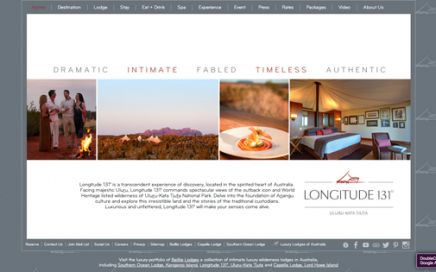 Home Destination Lodge Stay Eat + Drink Spa Experience Event Press Rates Packages Video About Us
DRAMATIC INTIMATE FABLED TIMELESS AUTHENTIC
Longitude 131° is a transcendent experience of discovery, located in the spirited heart of Australia.
Facing majestic Uluru, Longitude 131° commands spectacular views of the outback icon and World
Heritage listed wilderness of Uluru-Kata Tjuta National Park. Delve into the foundation of Anangu
culture and explore this irresistible land and the stories of the traditional custodians.
Luxurious and unfettered, Longitude 131° will make your senses come alive.
LONGITUDE 131°
ULURU-KATA TJUTA
Reserve Contact Us Join Mail List Social Us Careers Privacy Sitemap Baillie Lodges Capella Lodge Southern Ocean Lodge Luxury Lodges of Australia
Visit the luxury portfolio of Baillie Lodges a collection of intimate luxury wilderness lodges in Australia,
including Southern Ocean Lodge, Kangaroo Island, Longitude 131°, Uluru-Kata Tjuta and Capella Lodge, Lord Howe Island